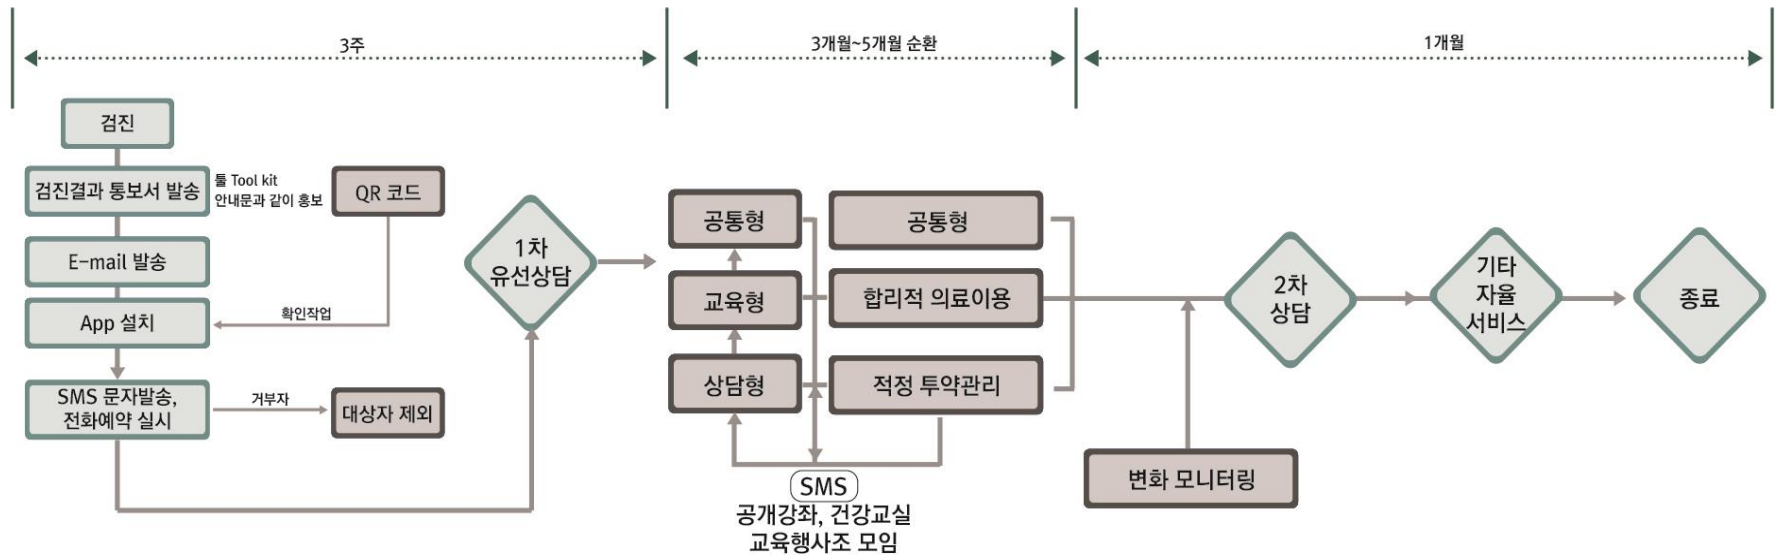 3주
3개월~5개월 순환
1개월
검진
검진결과 통보서 발송
툴 Tool kit
안내문과 같이 홍보
QR 코드
E-mail 발송
App 설치
확인작업
SMS 문자발송,
전화예약 실시
거부자
대상자 제외
1차
유선상담
공통형
교육형
상담형
공통형
합리적 의료이용
적정 투약관리
SMS
공개강좌, 건강교실
교육행사조 모임
변화 모니터링
2차
상담
기타
자율
서비스
종료